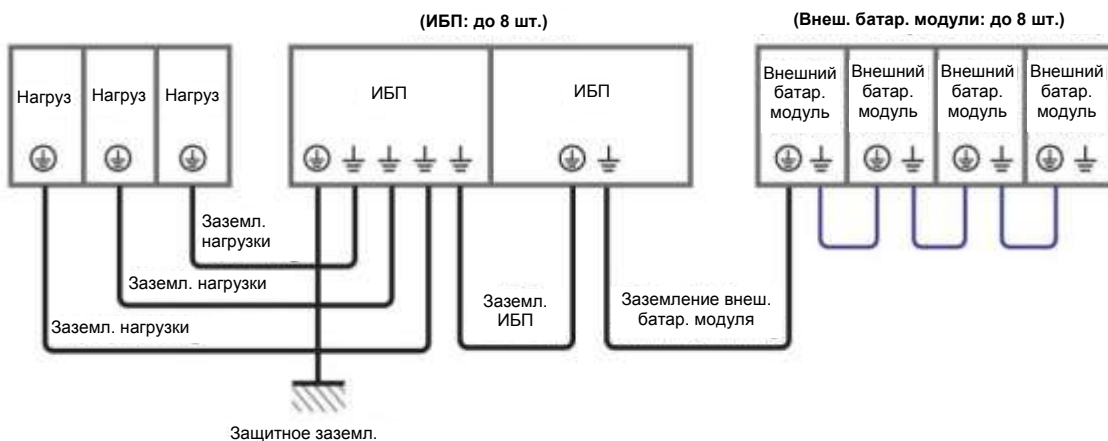 (ИБП: до 8 шт.)
(Внеш. батар. модули: до 8 шт.)
Нагруз
Нагруз
Нагруз
ИБП
ИБП
Внешний
батар.
модуль
Внешний
батар.
модуль
Внешний
батар.
модуль
Внешний
батар.
модуль
Заземл.
нагрузки
Заземл. нагрузки
Заземл. нагрузки
Заземл.
ИБП
Заземление внеш.
батар. модуля
Защитное заземл.